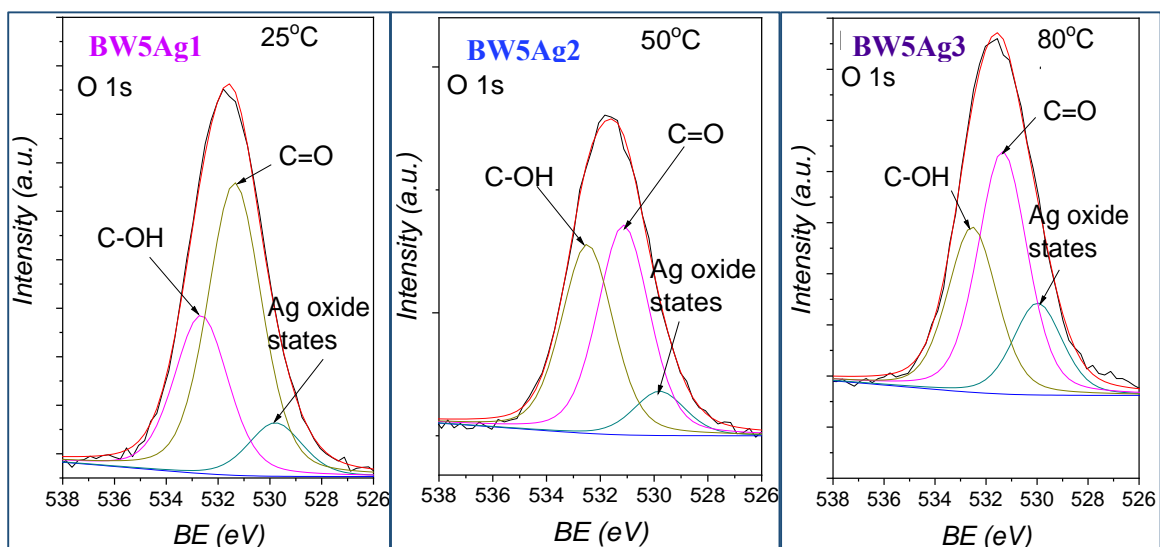 BW5Ag1 25°C
O 1s
C=O
C-OH
Ag oxide
states
Intensity (a.u.)
538 536 534 532 530 528 526
BE (eV)
BW5Ag2 50°C
O 1s
C=O
C-OH
Ag oxide
states
Intensity (a.u.)
538 536 534 532 530 528 526
BE (eV)
BW5Ag3 80°C
O 1s
C=O
C-OH
Ag oxide
states
Intensity (a.u.)
538 536 534 532 530 528 526
BE (eV)